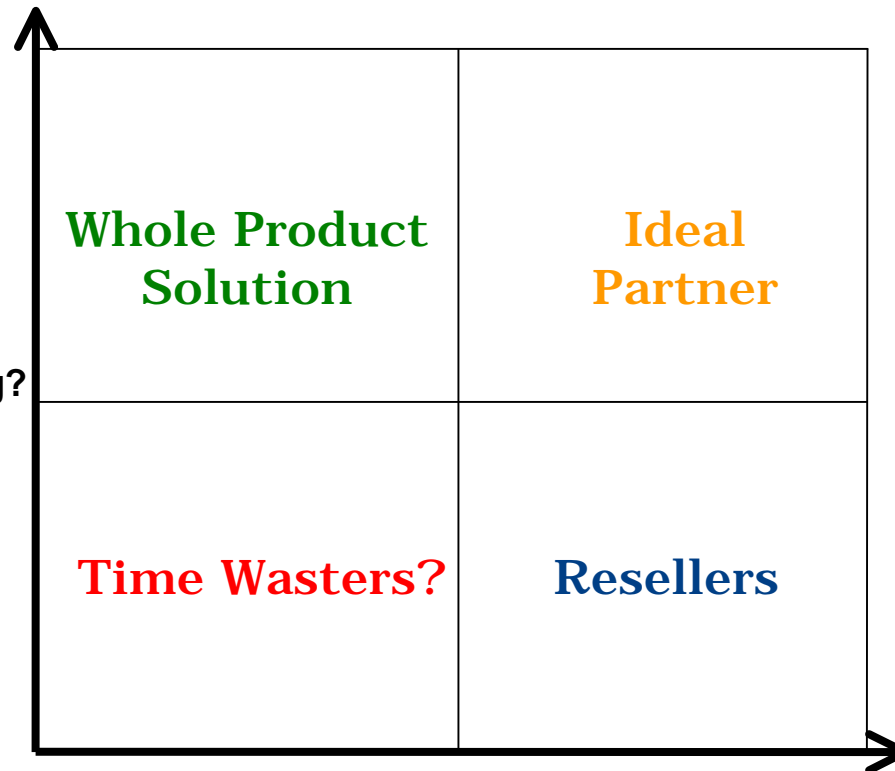 Whole Product
Solution
Ideal
Partner
g?
Time Wasters?
Resellers